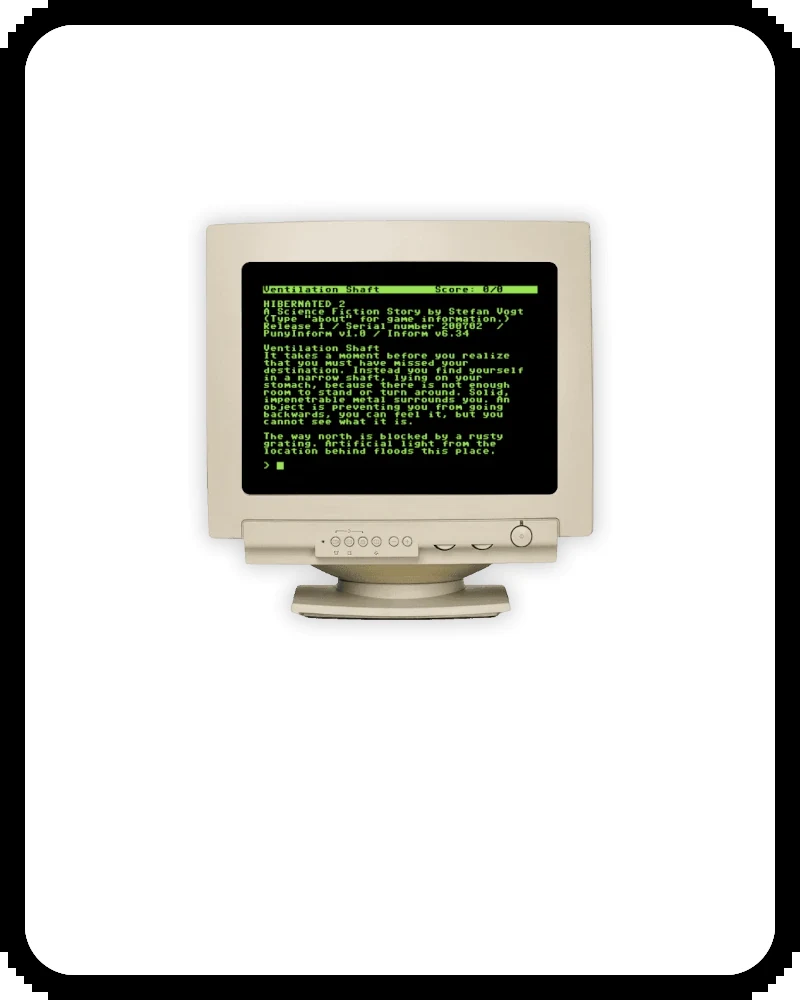 Ventilation Shaft Score: 0/0
HIBERNATED 2
A Science Fiction Story by Stefan Vogt
(Type "about" for game information.)
Release 1 / Serial number 200702 /
PunyInform v1.0 / Inform v6.34
Ventilation Shaft
It takes a moment before you realize
that you must have missed your
destination. Instead you find yourself
in a narrow shaft, lying on your
stomach, because there is not enough
room to stand or turn around. Solid,
impenetrable metal surrounds you. An
object is preventing you from going
backwards, you can feel it, but you
cannot see what it is.
The way north is blocked by a rusty
grating. Artificial light from the
location behind floods this place.
>